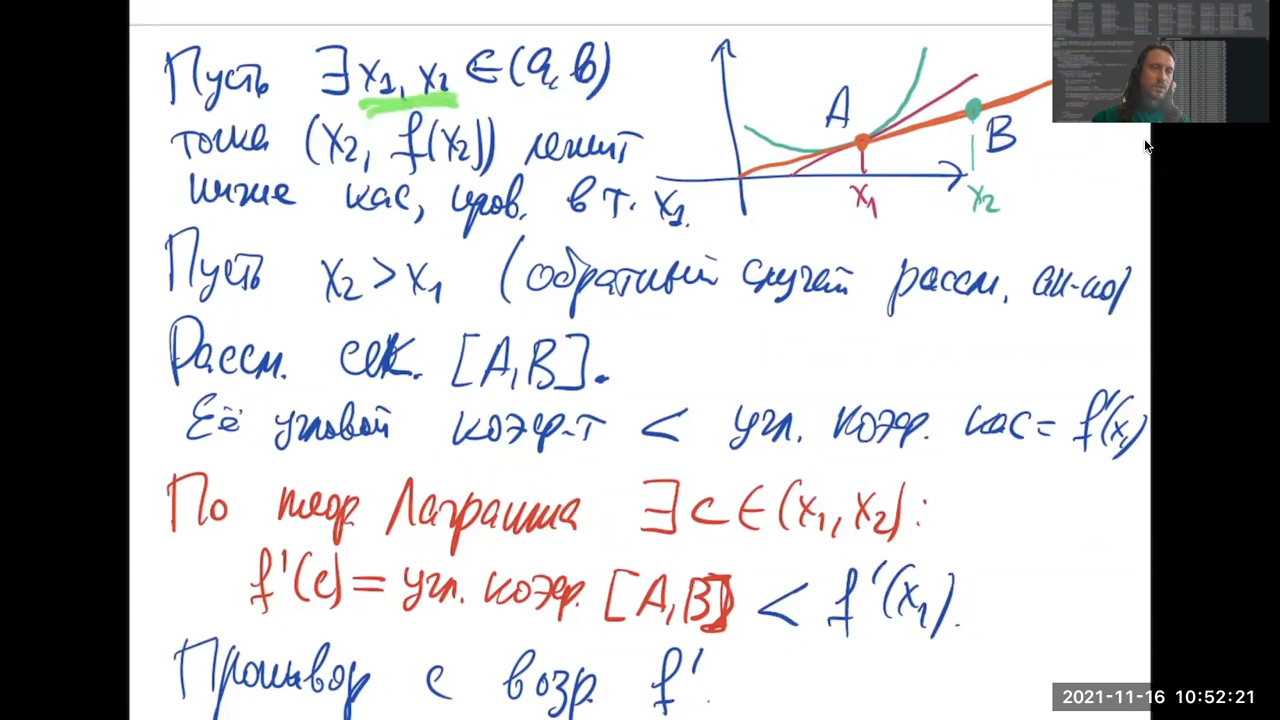 Пусть ∃ x₁, x₂ ∈ (a, b)
точка (x₂, f(x₂)) лежит
ниже кас, пров. в т. x₁.
A
B
x₁
x₂
Пусть x₂ > x₁ (обратный случай рассм. ан-но)
Рассм. сек. [A, B].
Её угловой коэф-т < угл. коэф. кас = f'(x₁)
По теор Лагранжа ∃ c ∈ (x₁, x₂):
f'(c) = угл. коэф. [A, B] < f'(x₁).
Противор с возр. f'.
2021-11-16 10:52:21